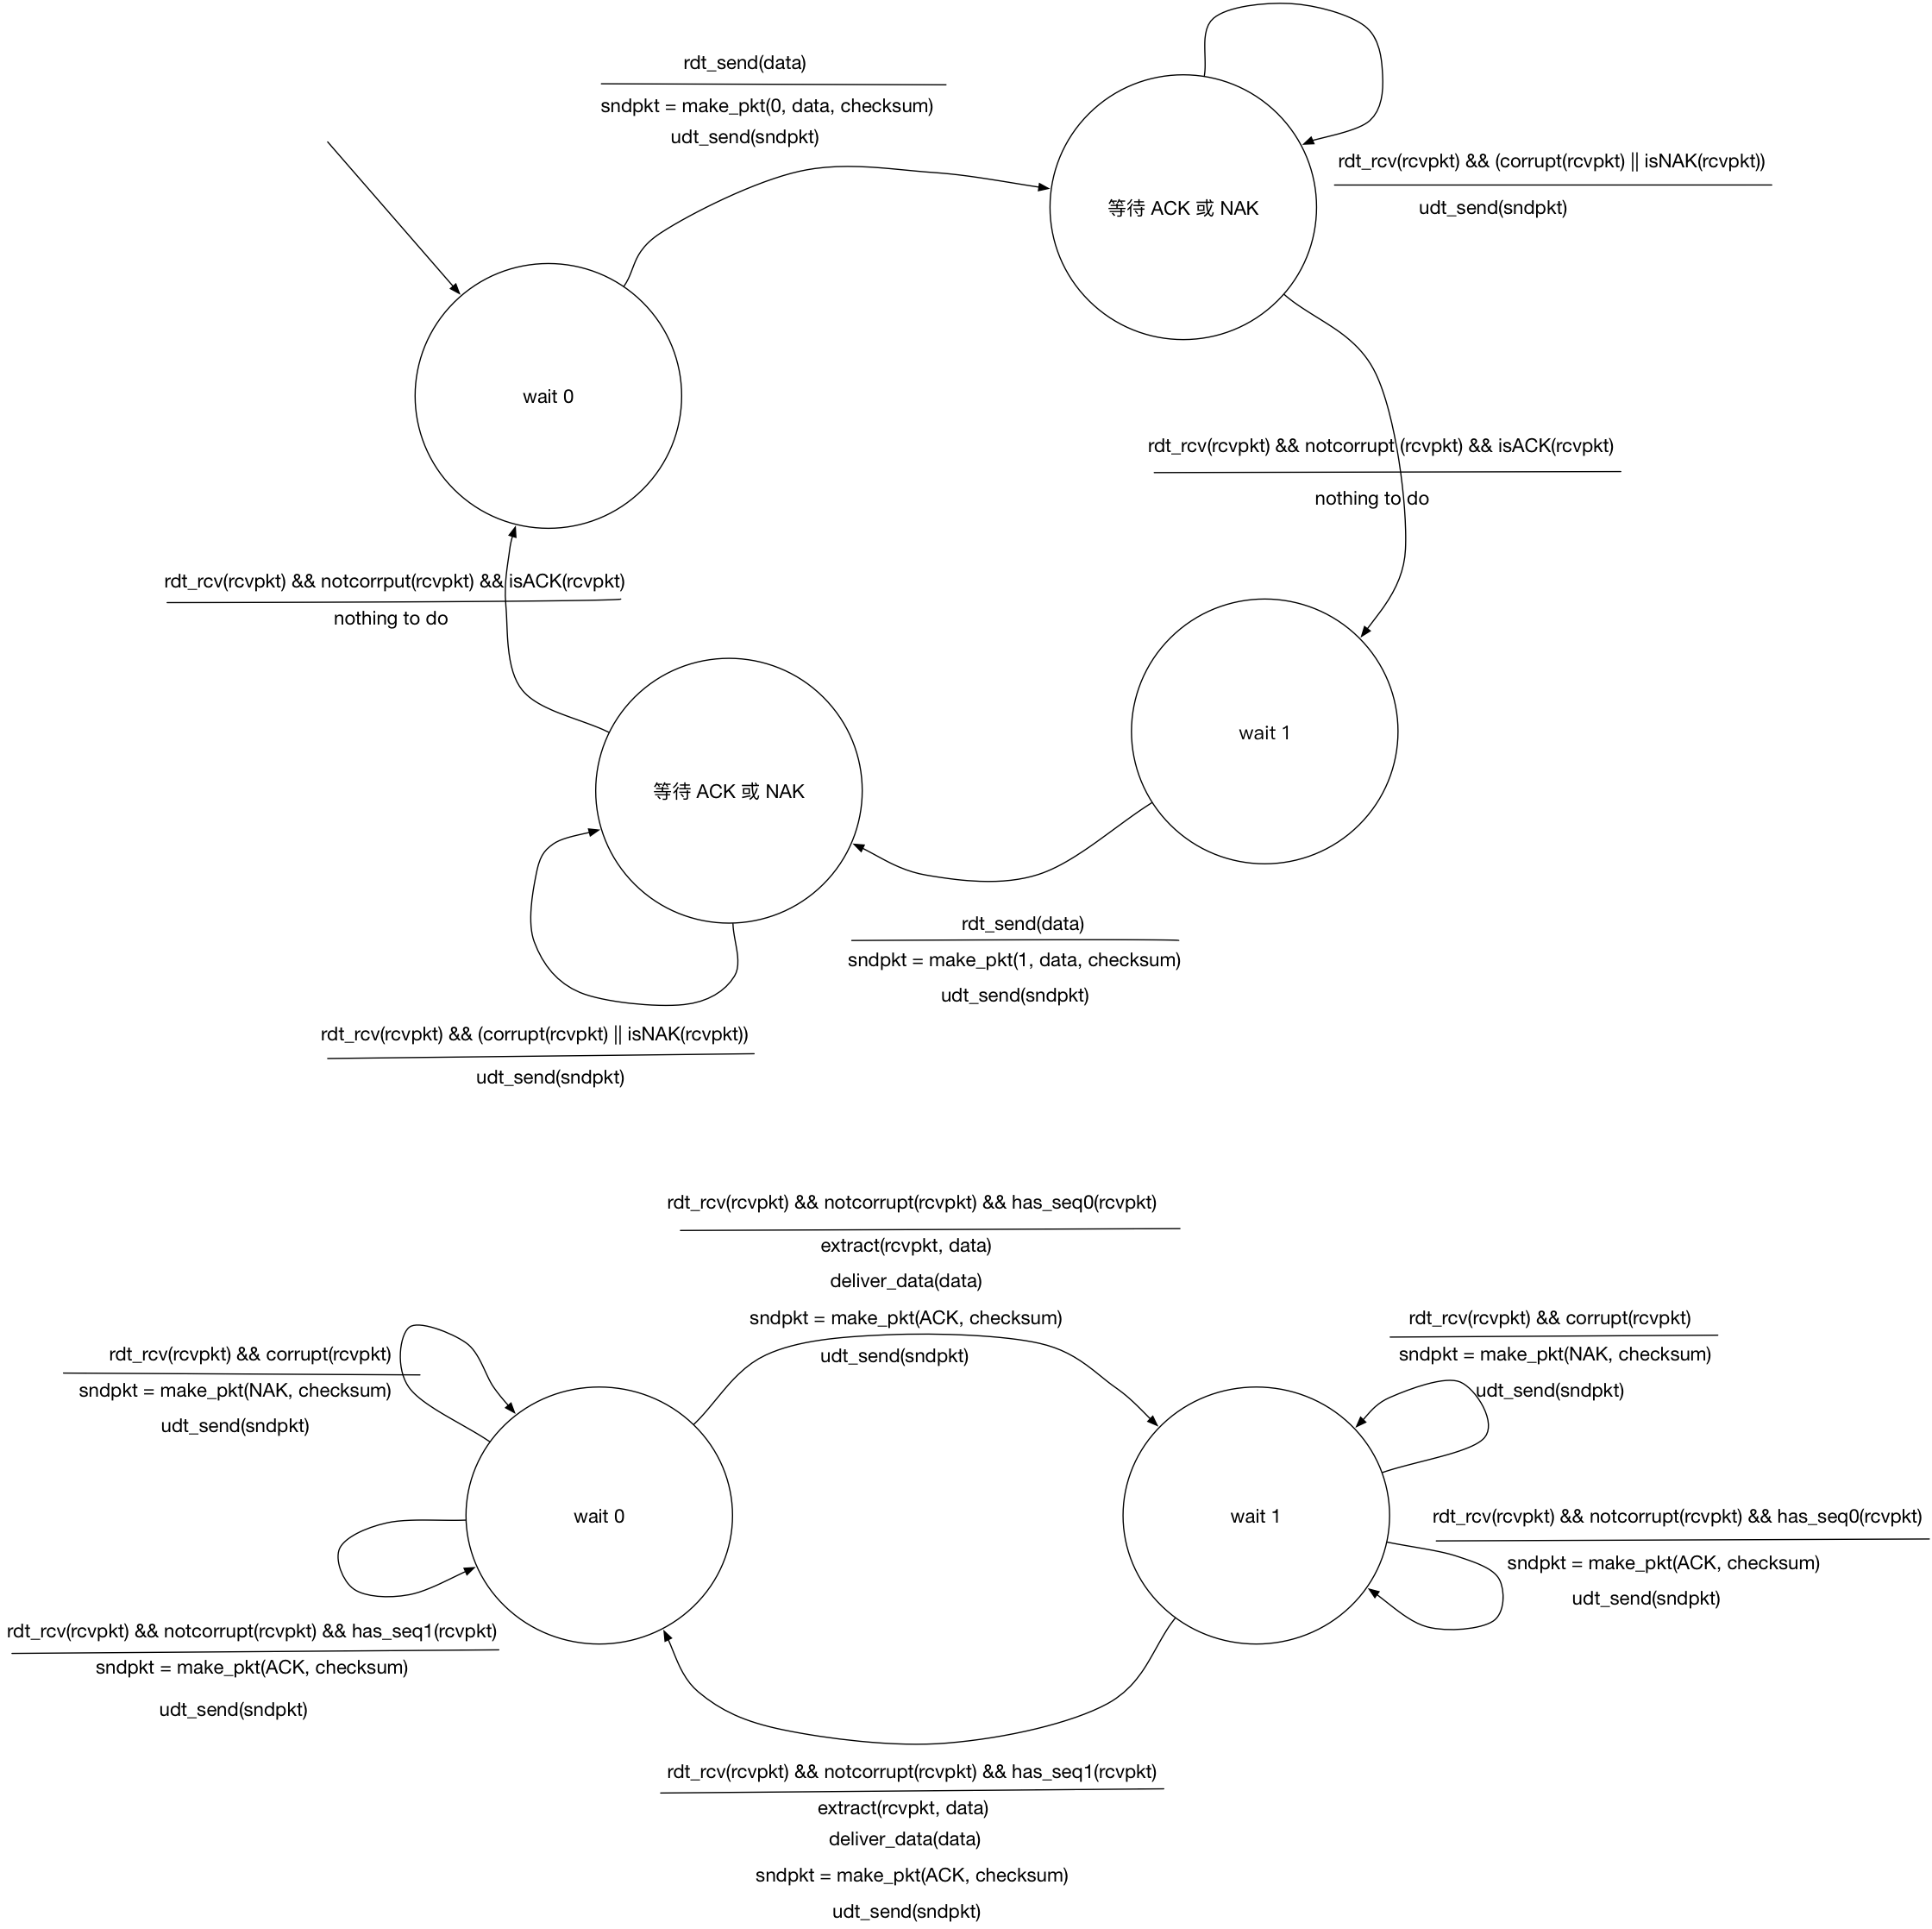 rdt_send(data)
sndpkt = make_pkt(0, data, checksum)
udt_send(sndpkt)
rdt_rcv(rcvpkt) && (corrupt(rcvpkt) || isNAK(rcvpkt))
udt_send(sndpkt)
等待 ACK 或 NAK
wait 0
rdt_rcv(rcvpkt) && notcorrupt (rcvpkt) && isACK(rcvpkt)
nothing to do
rdt_rcv(rcvpkt) && notcorrput(rcvpkt) && isACK(rcvpkt)
nothing to do
wait 1
等待 ACK 或 NAK
rdt_send(data)
sndpkt = make_pkt(1, data, checksum)
udt_send(sndpkt)
rdt_rcv(rcvpkt) && (corrupt(rcvpkt) || isNAK(rcvpkt))
udt_send(sndpkt)
rdt_rcv(rcvpkt) && notcorrupt(rcvpkt) && has_seq0(rcvpkt)
extract(rcvpkt, data)
deliver_data(data)
sndpkt = make_pkt(ACK, checksum)
udt_send(sndpkt)
rdt_rcv(rcvpkt) && corrupt(rcvpkt)
sndpkt = make_pkt(NAK, checksum)
udt_send(sndpkt)
rdt_rcv(rcvpkt) && corrupt(rcvpkt)
sndpkt = make_pkt(NAK, checksum)
udt_send(sndpkt)
wait 0
wait 1
rdt_rcv(rcvpkt) && notcorrupt(rcvpkt) && has_seq0(rcvpkt)
sndpkt = make_pkt(ACK, checksum)
udt_send(sndpkt)
rdt_rcv(rcvpkt) && notcorrupt(rcvpkt) && has_seq1(rcvpkt)
sndpkt = make_pkt(ACK, checksum)
udt_send(sndpkt)
rdt_rcv(rcvpkt) && notcorrupt(rcvpkt) && has_seq1(rcvpkt)
extract(rcvpkt, data)
deliver_data(data)
sndpkt = make_pkt(ACK, checksum)
udt_send(sndpkt)